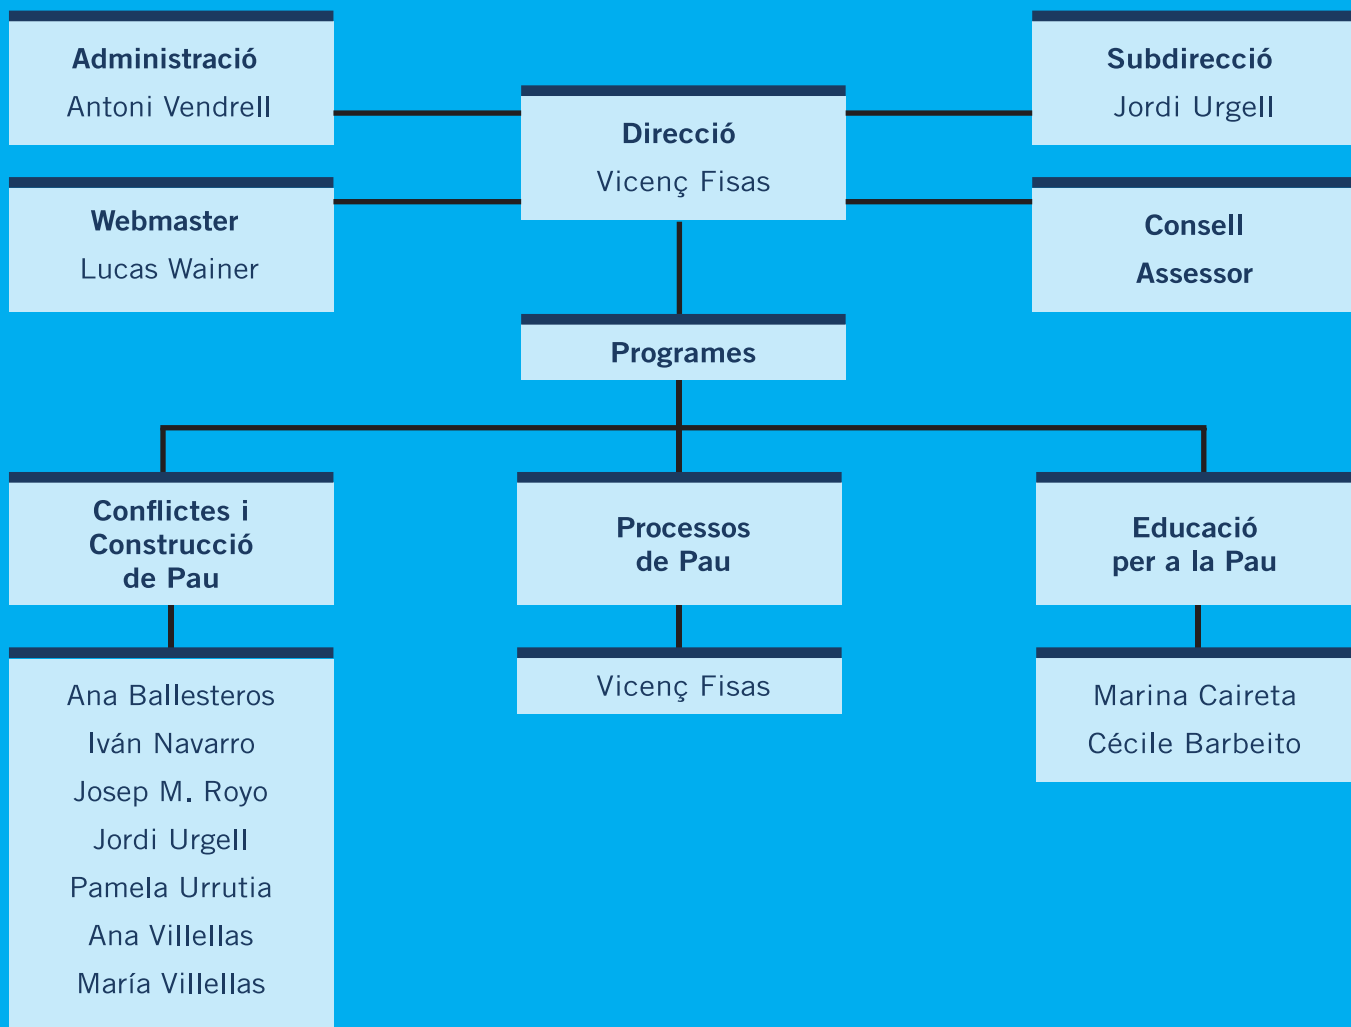 Administració
Antoni Vendrell
Subdirecció
Jordi Urgell
Direcció
Vicenç Fisas
Webmaster
Lucas Wainer
Consell
Assessor
Programes
Conflictes i
Construcció
de Pau
Processos
de Pau
Educació
per a la Pau
Ana Ballesteros
Iván Navarro
Josep M. Royo
Jordi Urgell
Pamela Urrutia
Ana Villellas
María Villellas
Vicenç Fisas
Marina Caireta
Cécile Barbeito